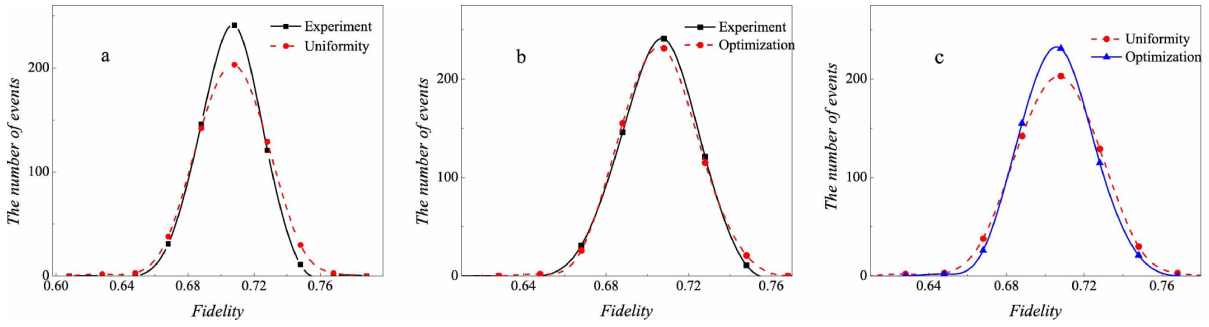 a
Experiment
Uniformity
The number of events
200
100
0
0.60
0.64
0.68
0.72
0.76
Fidelity
b
Experiment
Optimization
The number of events
200
100
0
0.60
0.64
0.68
0.72
0.76
Fidelity
c
Uniformity
Optimization
The number of events
200
100
0
0.64
0.68
0.72
0.76
Fidelity